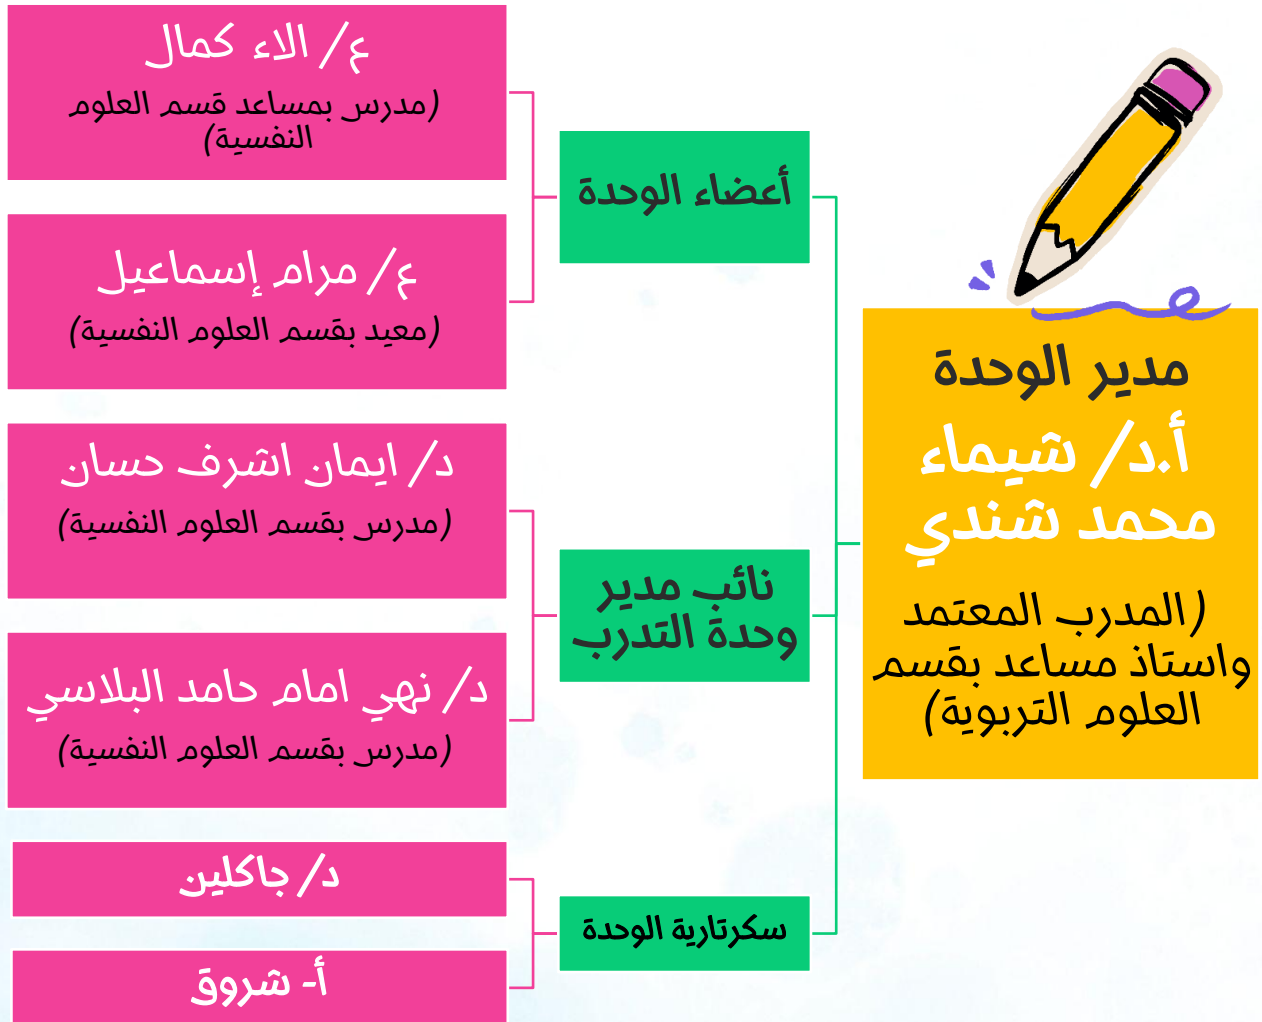 مدير الوحدة
أ.د/ شيماء
محمد شندي
(المدرب المعتمد
واستاذ مساعد بقسم
العلوم التربوية)
أعضاء الوحدة
ع/ الاء كمال
(مدرس بمساعد قسم العلوم
النفسية)
ع/ مرام إسماعيل
(معيد بقسم العلوم النفسية)
نائب مدير
وحدة التدرب
د/ ايمان اشرف حسان
(مدرس بقسم العلوم النفسية)
د/ نهي امام حامد البلاسي
(مدرس بقسم العلوم النفسية)
سكرتارية الوحدة
د/ جاكلين
أ- شروق